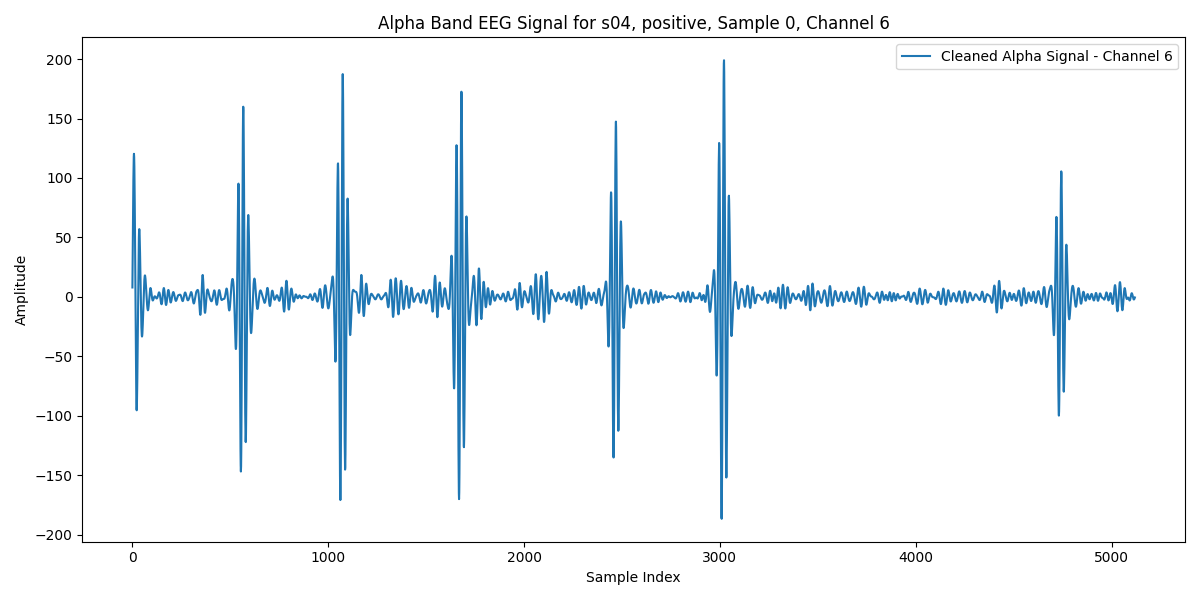 Alpha Band EEG Signal for s04, positive, Sample 0, Channel 6
Cleaned Alpha Signal - Channel 6
Amplitude
200
150
100
50
0
−50
−100
−150
−200
0 1000 2000 3000 4000 5000
Sample Index